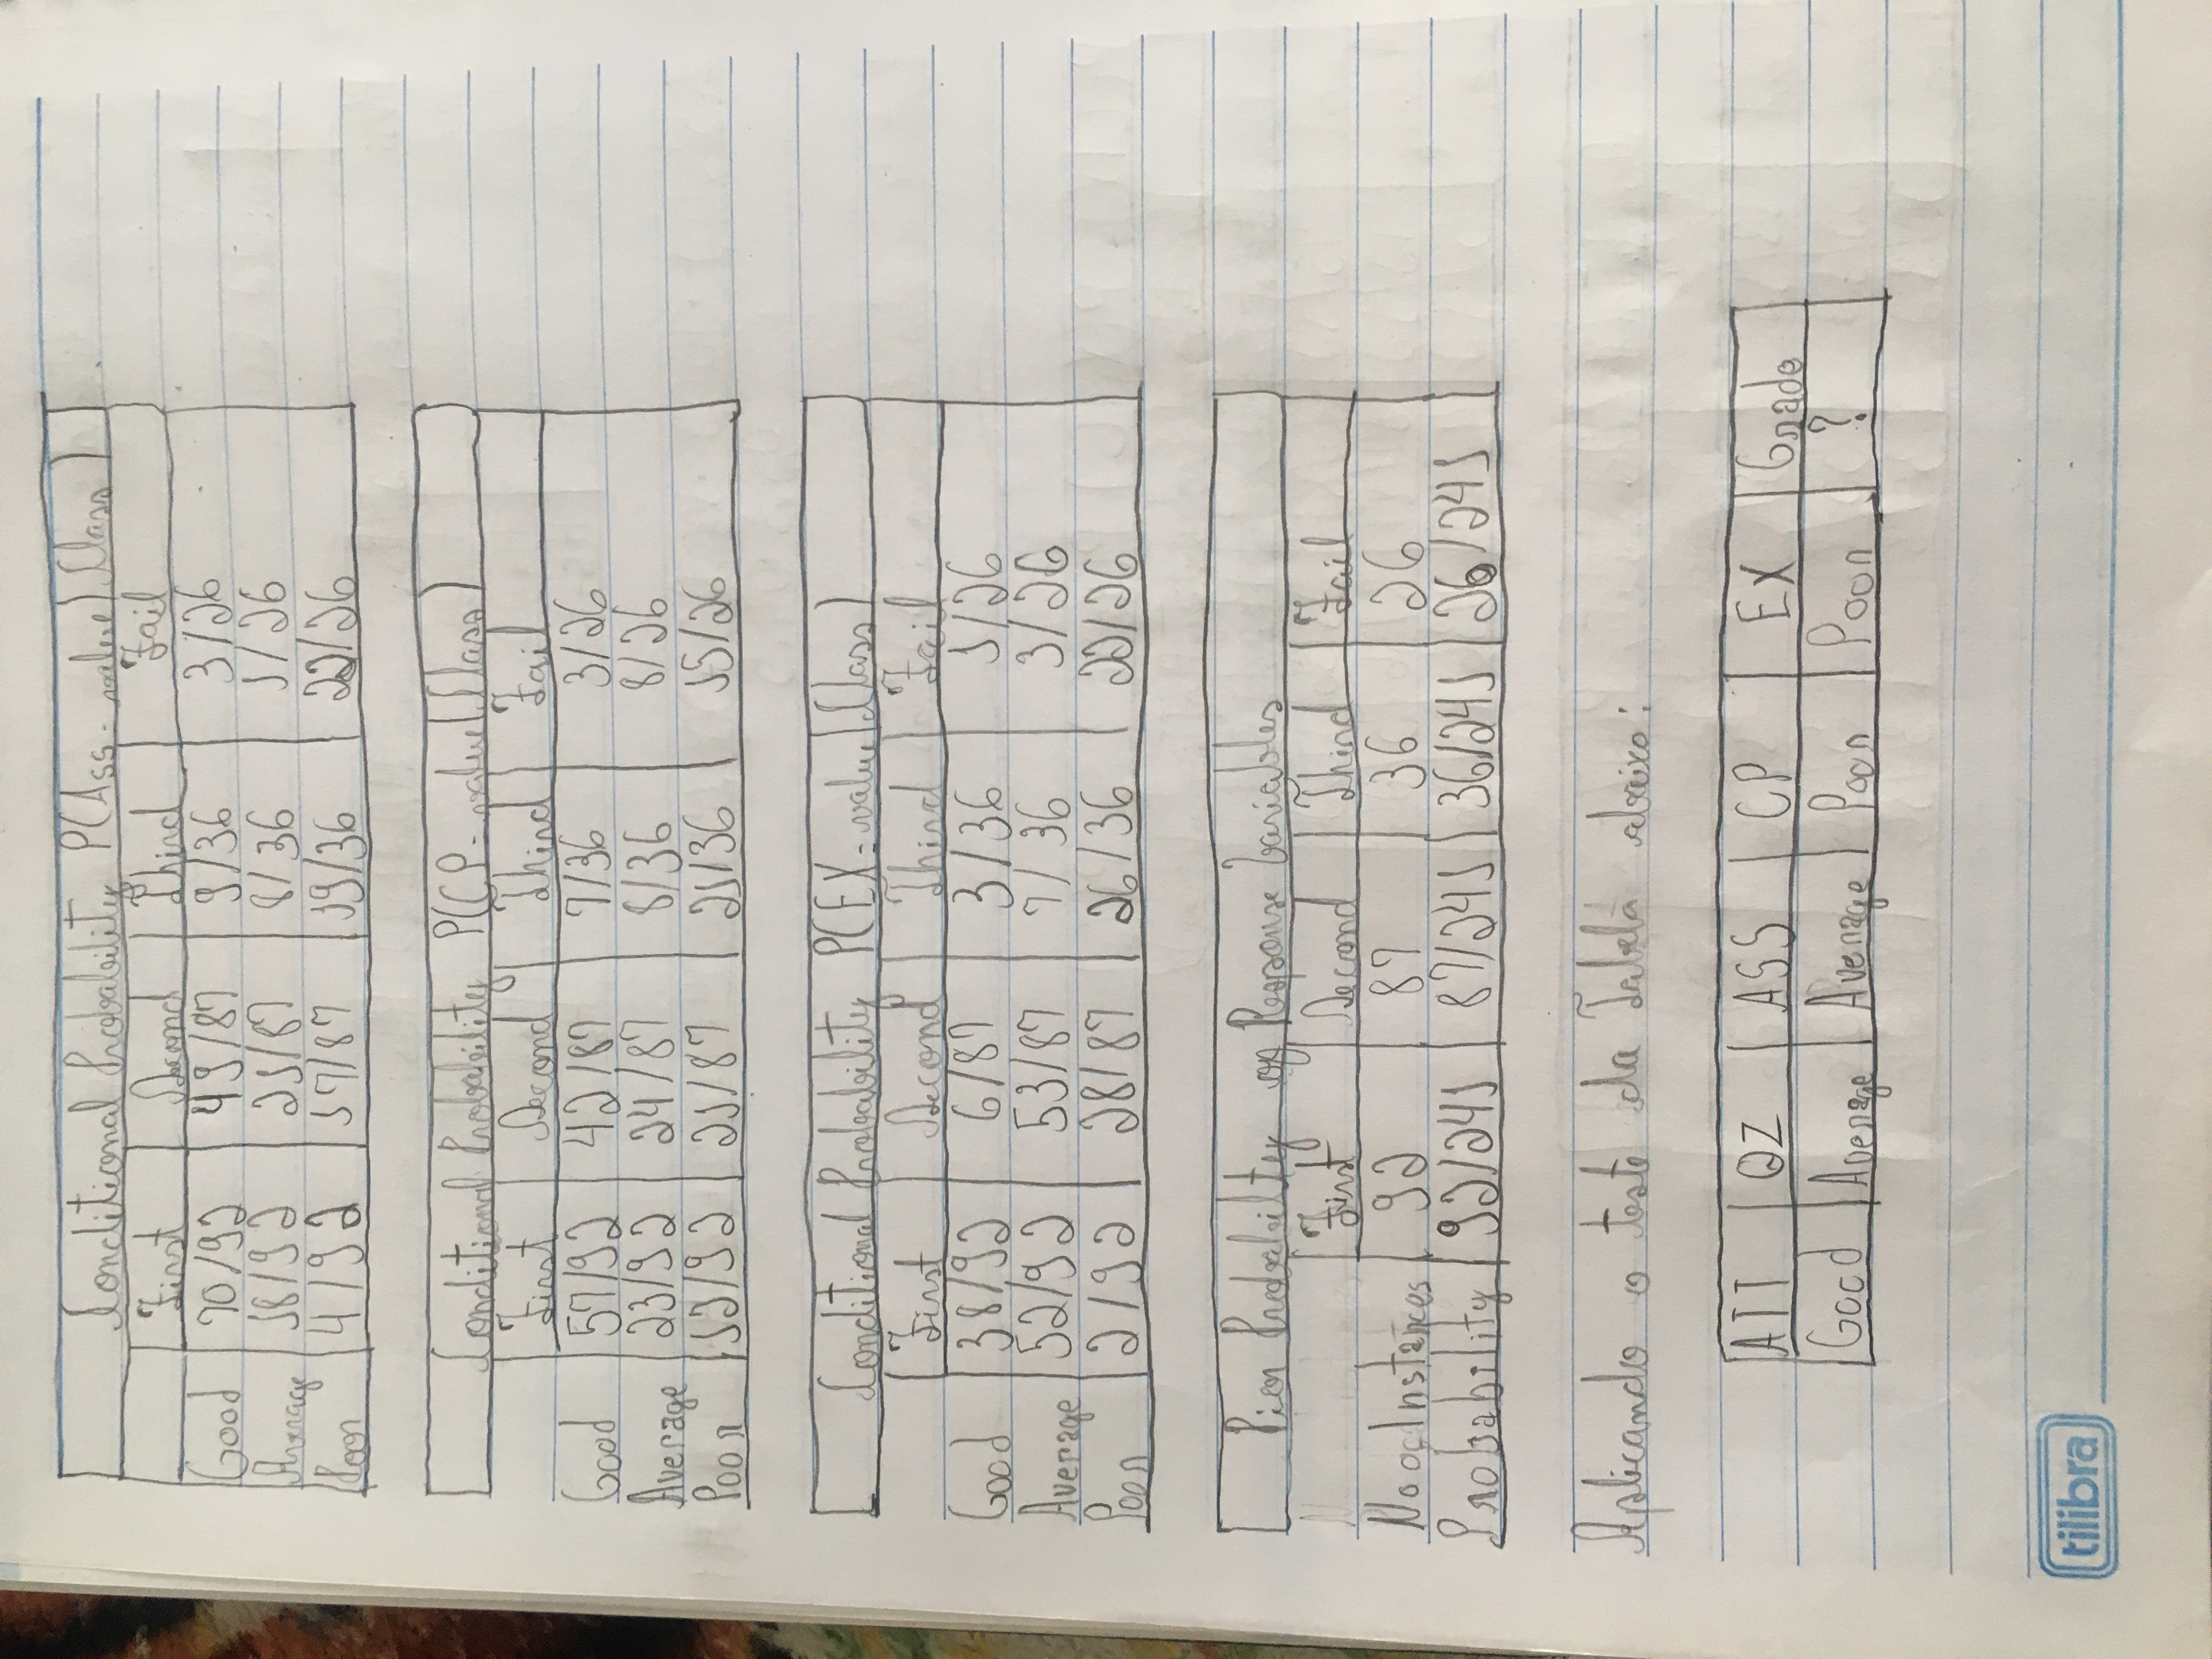 Conditional Probability P(Ass-value|Class)
First Second Third Fail
Good 70/92 49/87 9/36 3/26
Average 18/92 21/87 8/36 1/26
Poor 4/92 17/87 19/36 22/26
Conditional Probability P(CP-value|Class)
First Second Third Fail
Good 57/92 42/87 7/36 3/26
Average 23/92 24/87 8/36 8/26
Poor 12/92 21/87 21/36 15/26
Conditional Probability P(EX-value|Class)
First Second Third Fail
Good 38/92 6/87 3/36 1/26
Average 52/92 53/87 7/36 3/26
Poor 2/92 28/87 26/36 22/26
Pior Probability of Response Variables
First Second Third Fail
No of Instances 92 87 36 26
Probability 92/241 87/241 36/241 26/241
Aplicando o teste da Tabela abaixo:
ATT QZ ASS CP EX Grade
Good Average Average Poor Poor ?
tilibra